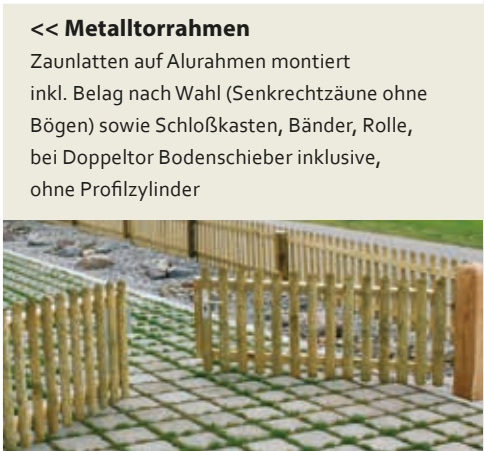 << Metalltorrahmen
Zaunlatten auf Alurahmen montiert
inkl. Belag nach Wahl (Senkrechtzäune ohne
Bögen) sowie Schloßkasten, Bänder, Rolle,
bei Doppeltor Bodenschieber inklusive,
ohne Profilzylinder